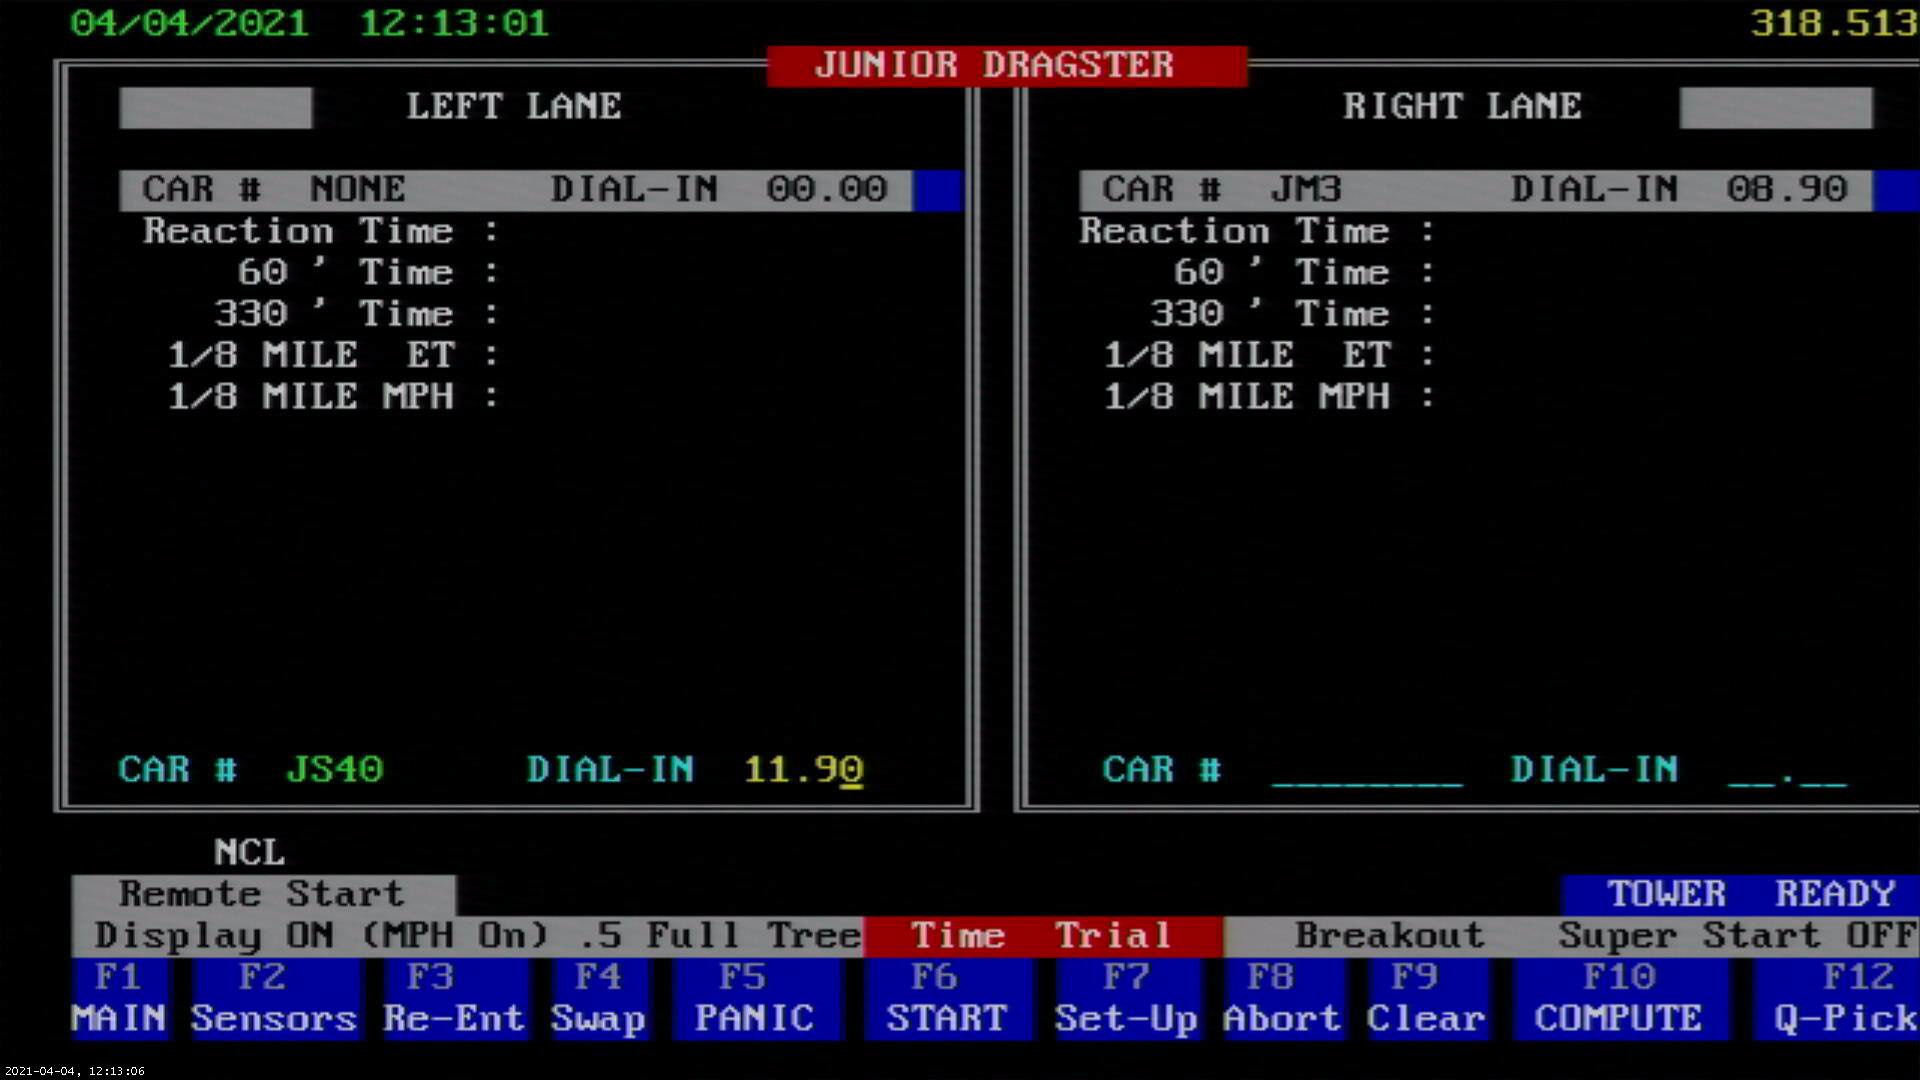 04/04/2021 12:13:01 318.513
JUNIOR DRAGSTER
LEFT LANE RIGHT LANE
CAR # NONE DIAL-IN 00.00 CAR # JM3 DIAL-IN 08.90
Reaction Time : Reaction Time :
60 ' Time : 60 ' Time :
330 ' Time : 330 ' Time :
1/8 MILE ET : 1/8 MILE ET :
1/8 MILE MPH : 1/8 MILE MPH :
CAR # JS40 DIAL-IN 11.90 CAR # ________ DIAL-IN __.__
NCL
Remote Start TOWER READY
Display ON (MPH On) .5 Full Tree Time Trial Breakout Super Start OFF
F1 F2 F3 F4 F5 F6 F7 F8 F9 F10 F12
MAIN Sensors Re-Ent Swap PANIC START Set-Up Abort Clear COMPUTE Q-Pick
2021-04-04, 12:13:06